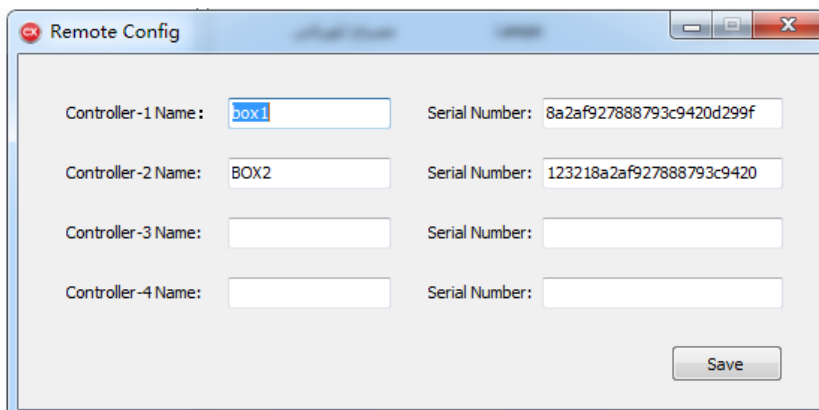 CX Remote Config
Controller-1 Name: box1 Serial Number: 8a2af927888793c9420d299f
Controller-2 Name: BOX2 Serial Number: 123218a2af927888793c9420
Controller-3 Name: Serial Number:
Controller-4 Name: Serial Number:
Save